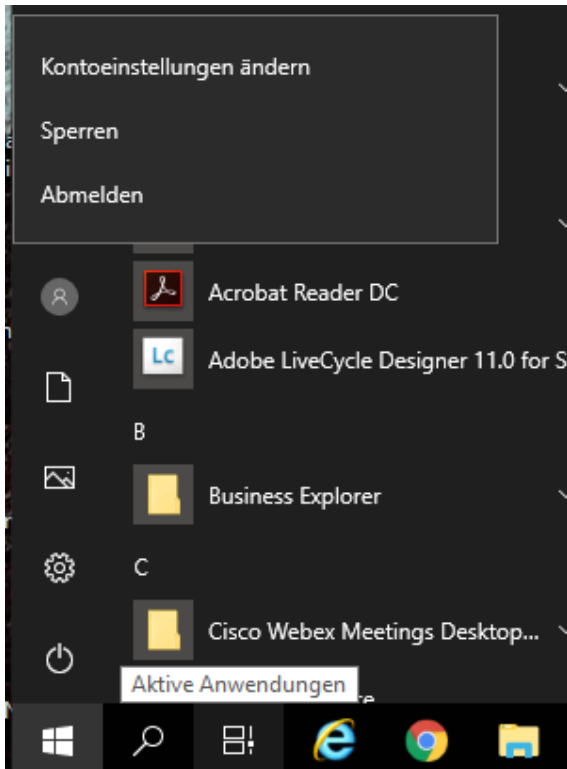 Kontoeinstellungen ändern
Sperren
Abmelden
Acrobat Reader DC
Lc
Adobe LiveCycle Designer 11.0 for S
B
Business Explorer
C
Cisco Webex Meetings Desktop...
Aktive Anwendungen